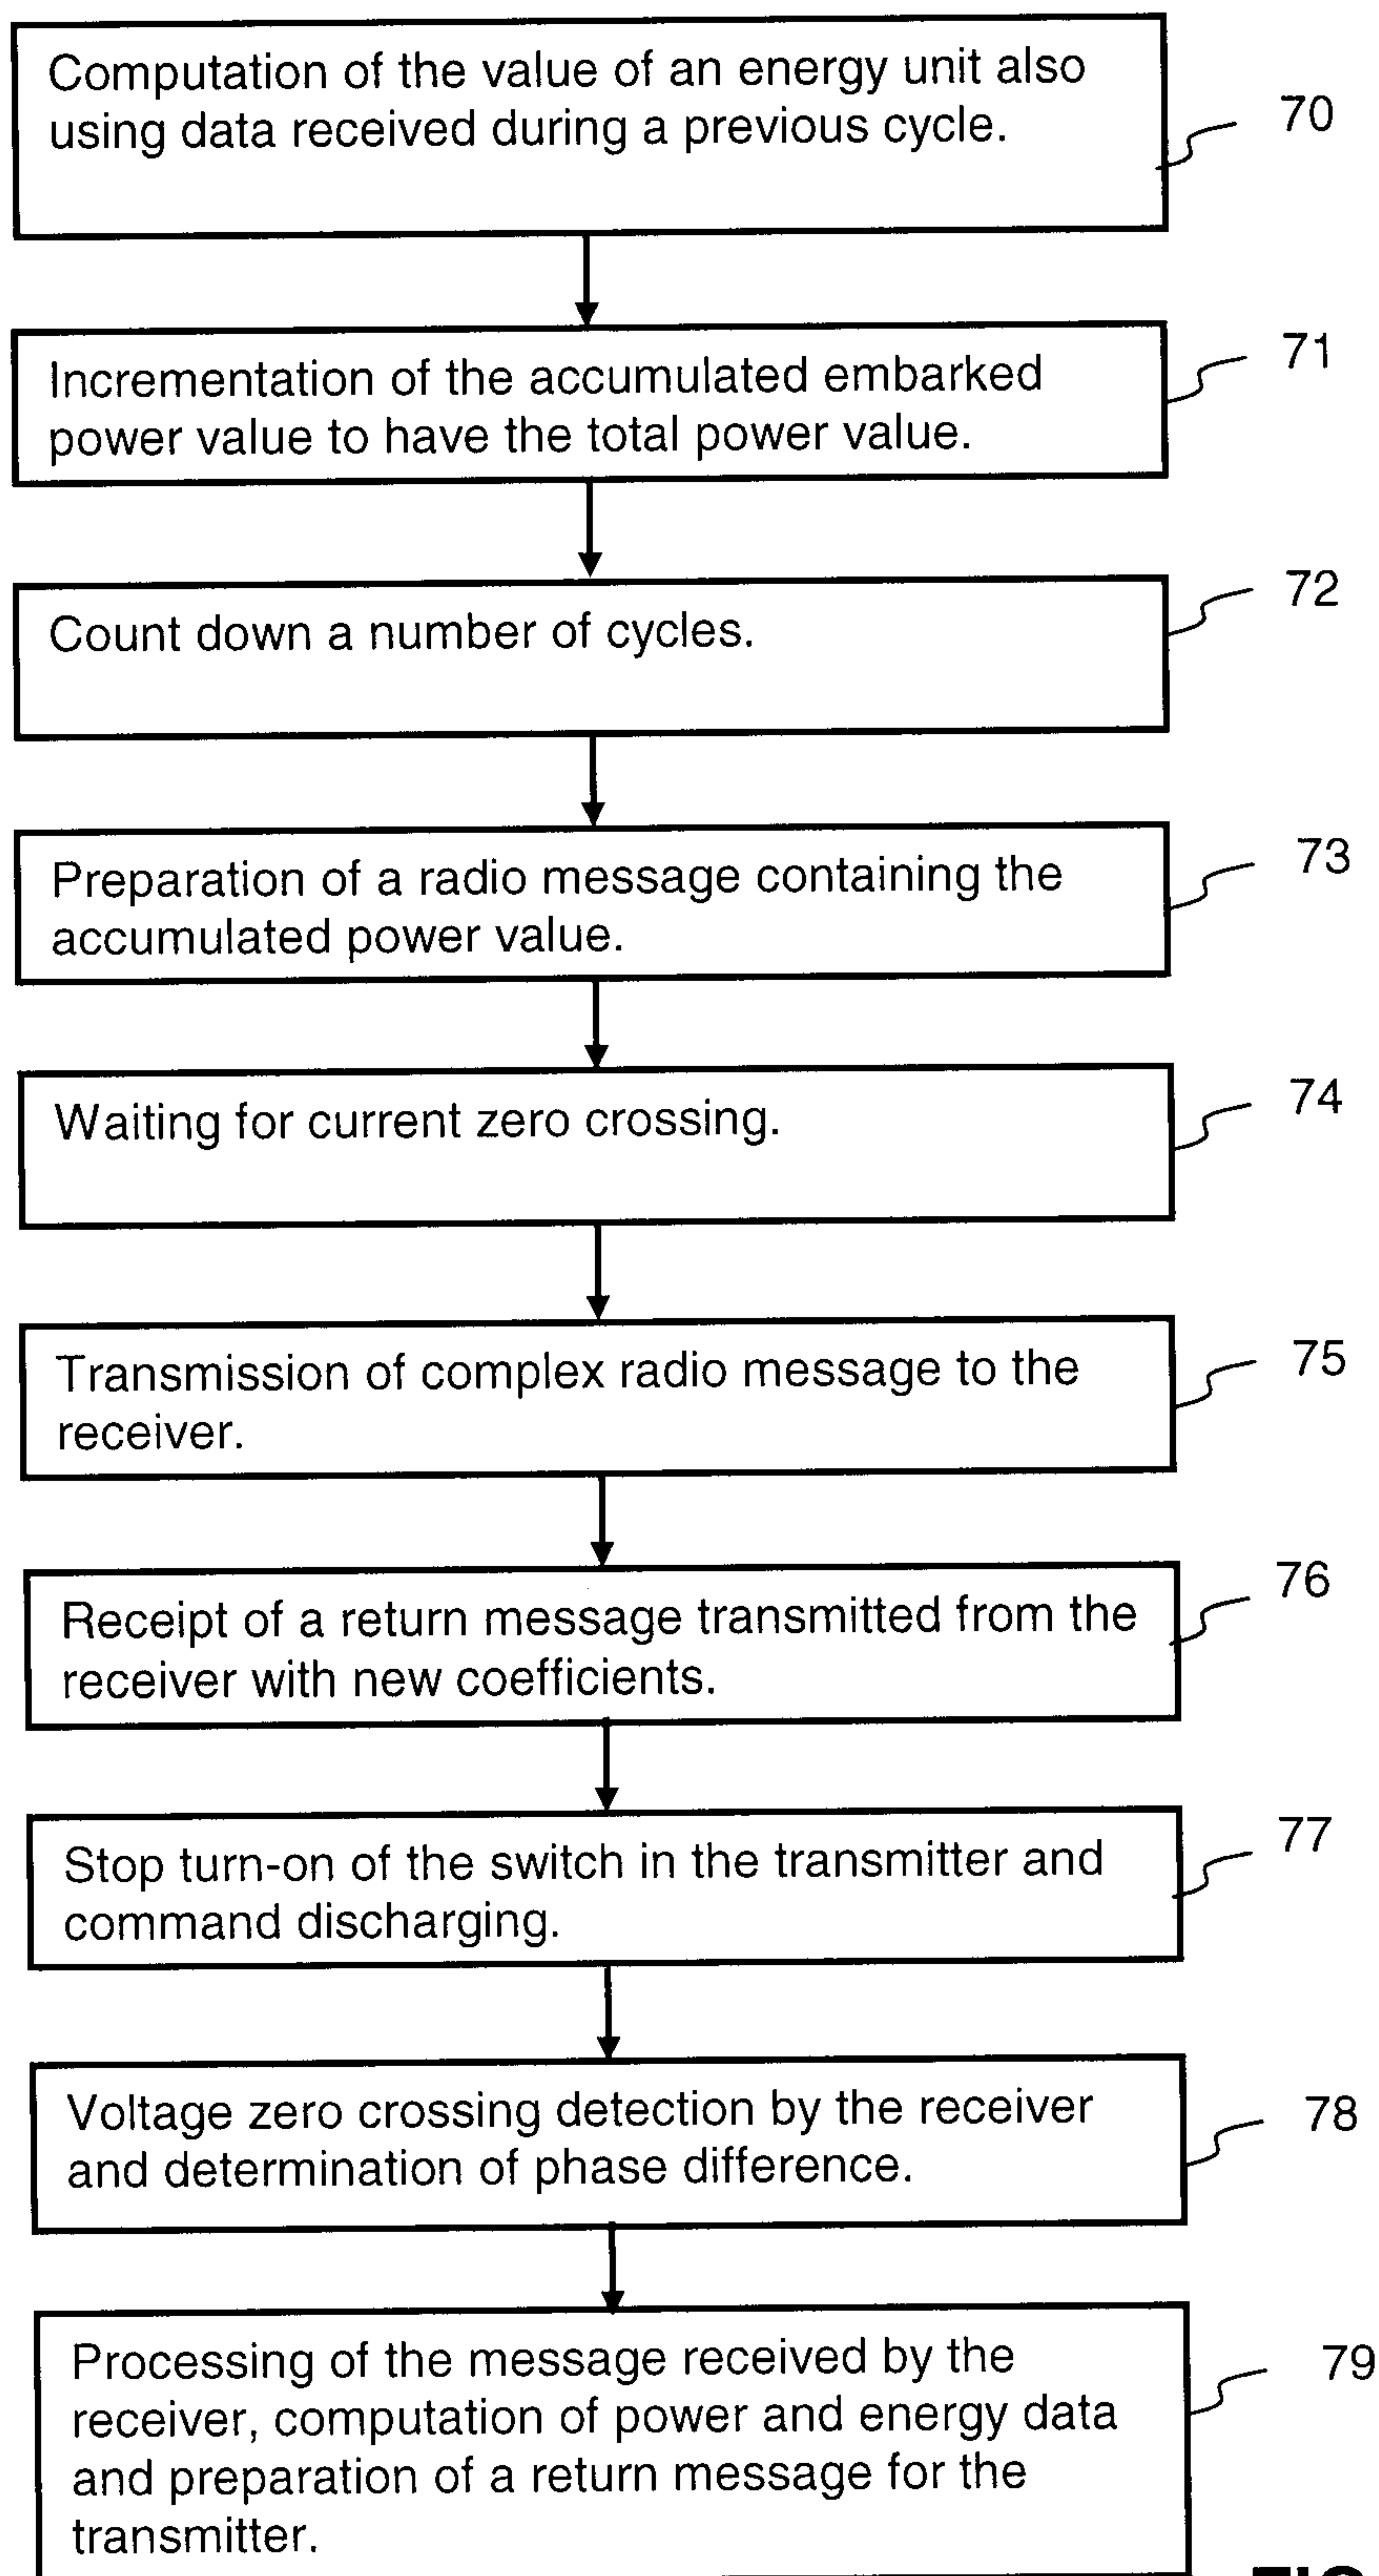 Computation of the value of an energy unit also
using data received during a previous cycle.
70
Incrementation of the accumulated embarked
power value to have the total power value.
71
Count down a number of cycles.
72
Preparation of a radio message containing the
accumulated power value.
73
Waiting for current zero crossing.
74
Transmission of complex radio message to the
receiver.
75
Receipt of a return message transmitted from the
receiver with new coefficients.
76
Stop turn-on of the switch in the transmitter and
command discharging.
77
Voltage zero crossing detection by the receiver
and determination of phase difference.
78
Processing of the message received by the
receiver, computation of power and energy data
and preparation of a return message for the
transmitter.
79